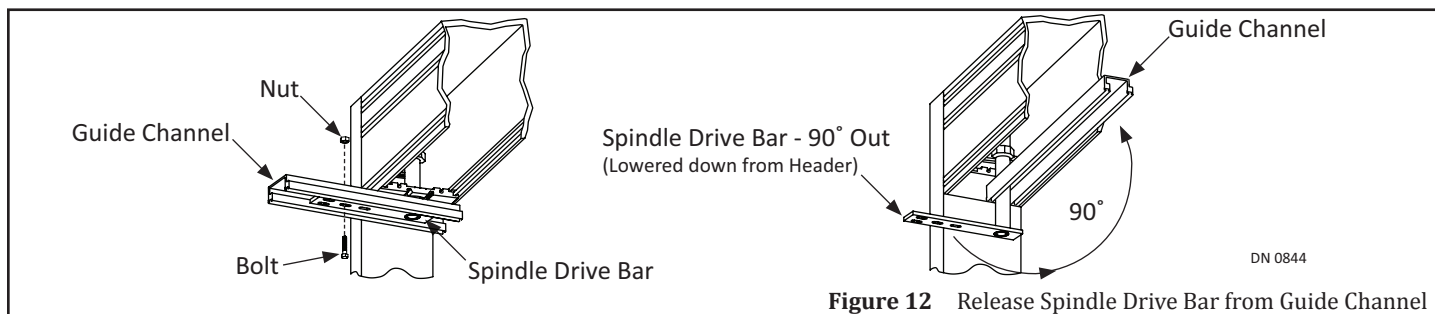 Nut
Guide Channel
Bolt
Spindle Drive Bar
Guide Channel
Spindle Drive Bar - 90˚ Out
(Lowered down from Header)
90˚
DN 0844
Figure 12 Release Spindle Drive Bar from Guide Channel